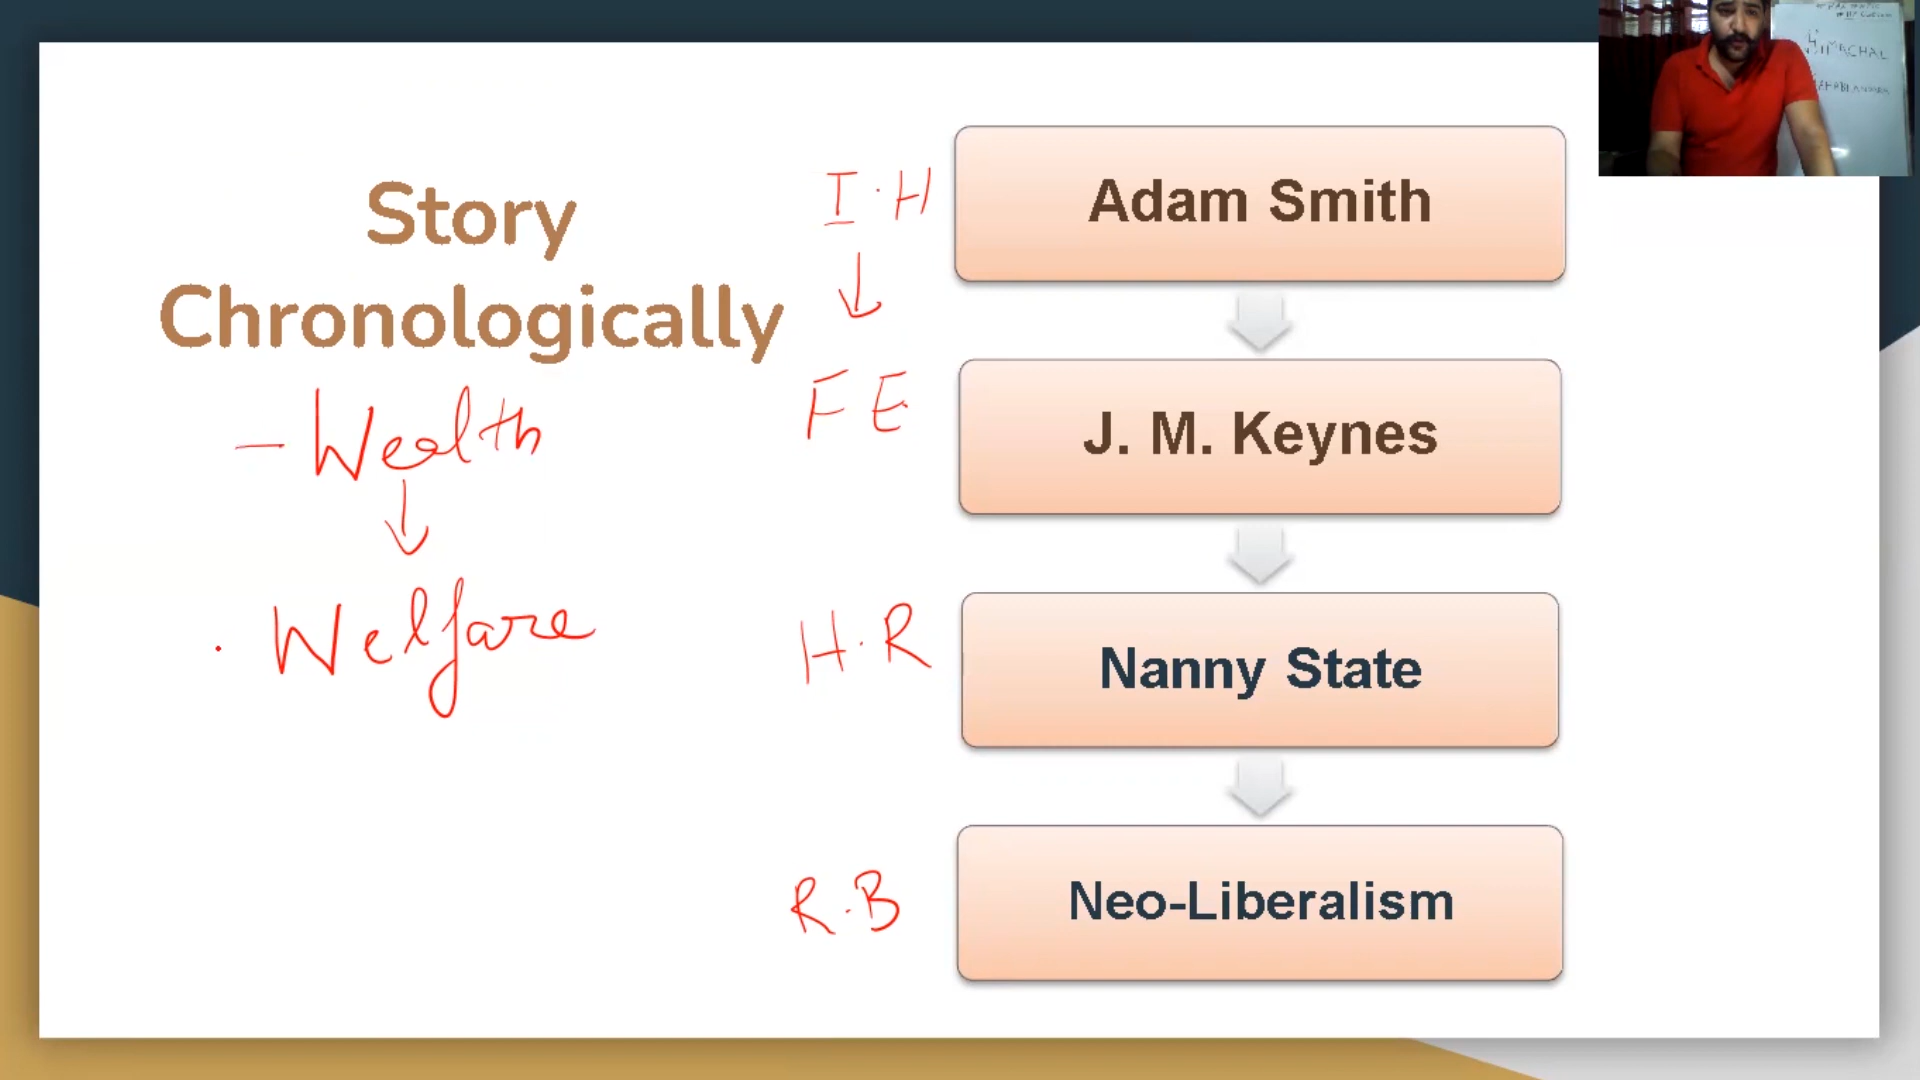 Story
Chronologically
- Wealth
Welfare
I.H
F E
H.R
R.B
Adam Smith
J. M. Keynes
Nanny State
Neo-Liberalism